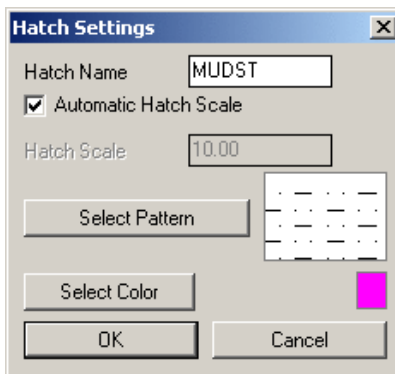 Hatch Settings
Hatch Name MUDST
Automatic Hatch Scale
Hatch Scale 10.00
Select Pattern
Select Color
OK Cancel